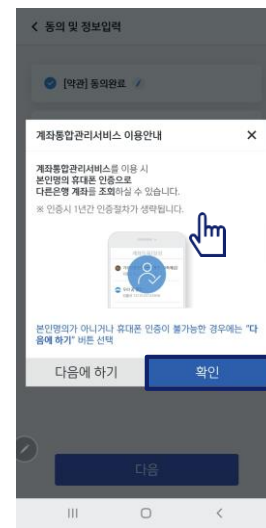 동의 및 정보입력
[약관] 동의완료
계좌통합관리서비스 이용안내
계좌통합관리서비스를 이용 시
본인명의 휴대폰 인증으로
다른은행 계좌를 조회하실 수 있습니다.
※ 인증시 1년간 인증절차가 생략됩니다.
본인명의가 아니거나 휴대폰 인증이 불가능한 경우에는 "다
음에 하기" 버튼 선택
다음에 하기
확인
다음